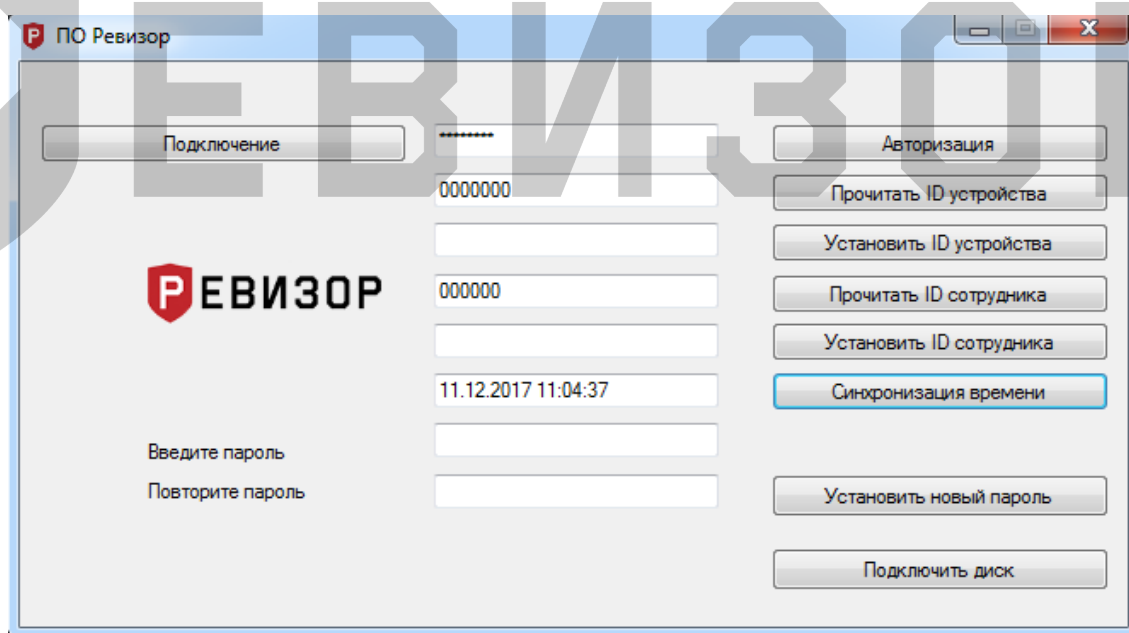 ПО Ревизор
Подключение
********
Авторизация
0000000
Прочитать ID устройства
Установить ID устройства
РЕВИЗОР
000000
Прочитать ID сотрудника
Установить ID сотрудника
11.12.2017 11:04:37
Синхронизация времени
Введите пароль
Повторите пароль
Установить новый пароль
Подключить диск
ЕВИЗО